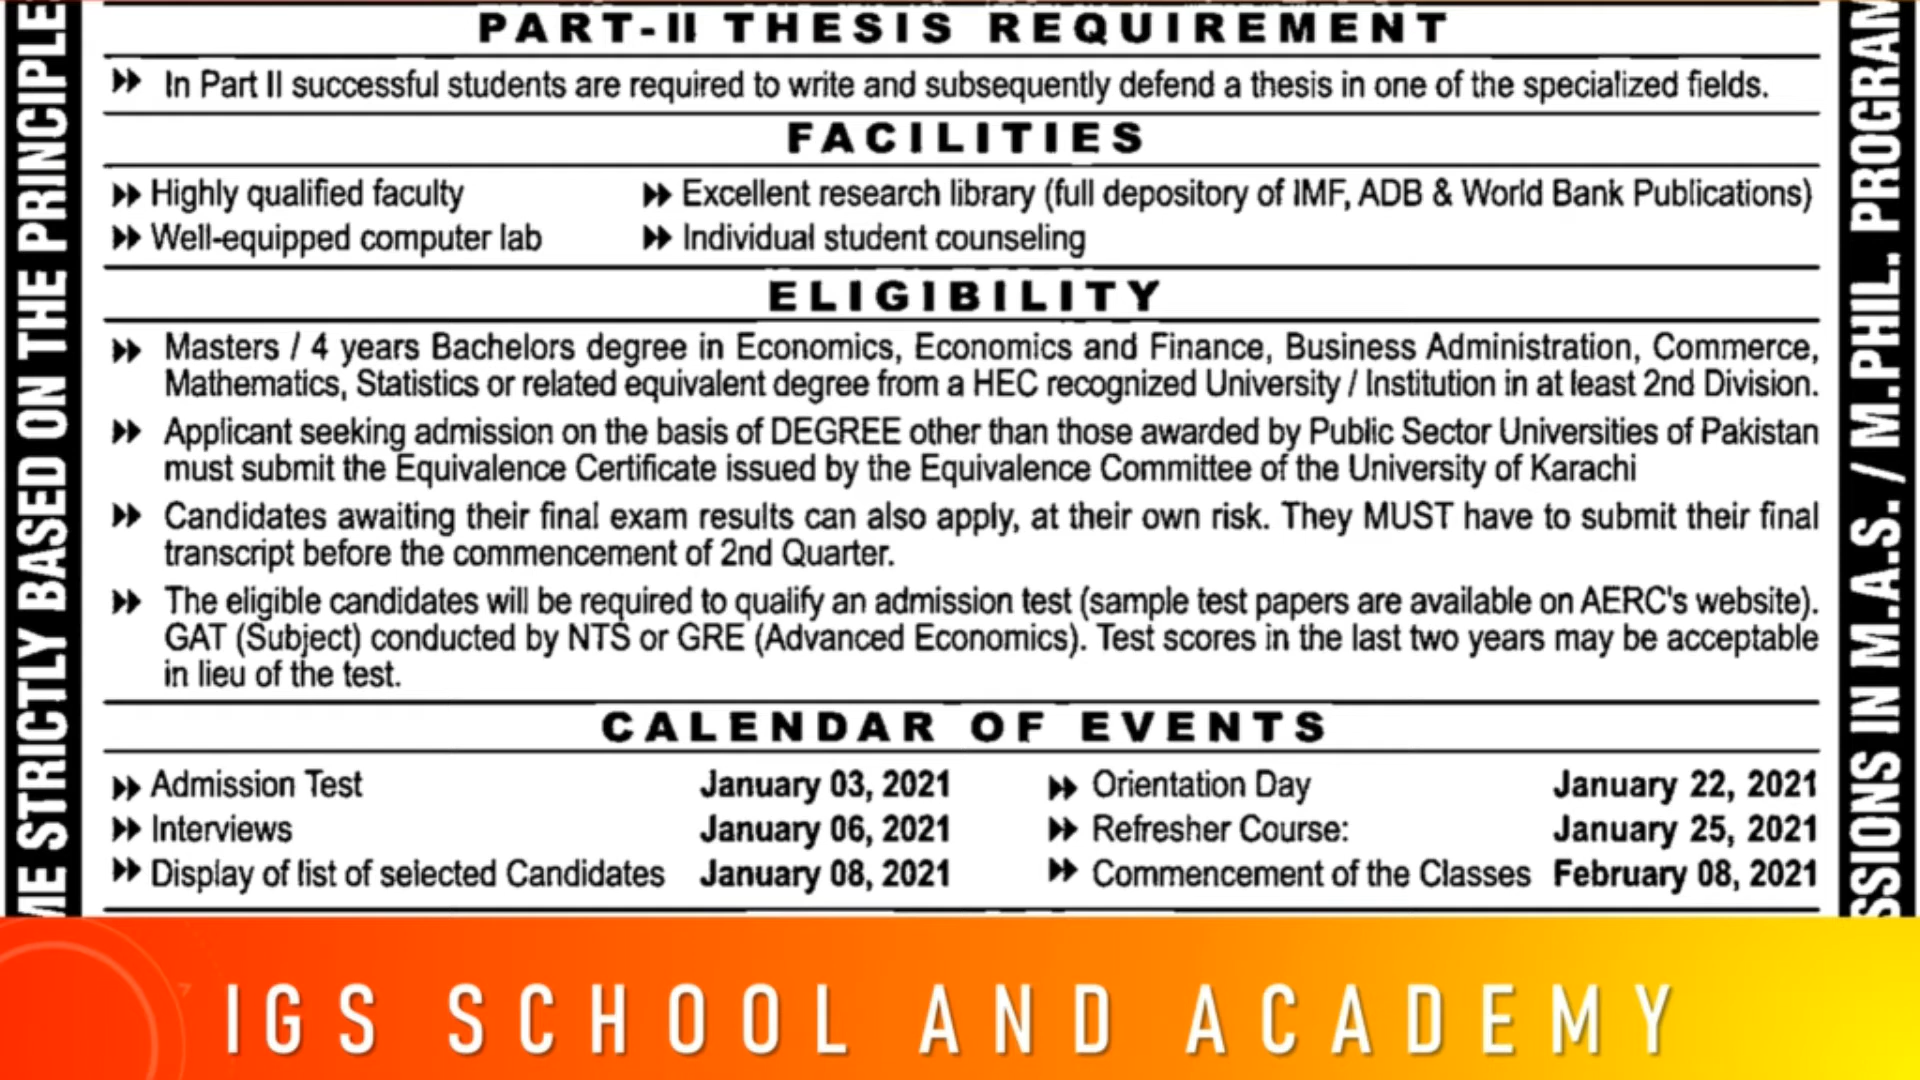 PART-II THESIS REQUIREMENT
In Part II successful students are required to write and subsequently defend a thesis in one of the specialized fields.
FACILITIES
Highly qualified faculty
Excellent research library (full depository of IMF, ADB & World Bank Publications)
Well-equipped computer lab
Individual student counseling
ELIGIBILITY
Masters / 4 years Bachelors degree in Economics, Economics and Finance, Business Administration, Commerce,
Mathematics, Statistics or related equivalent degree from a HEC recognized University / Institution in at least 2nd Division.
Applicant seeking admission on the basis of DEGREE other than those awarded by Public Sector Universities of Pakistan
must submit the Equivalence Certificate issued by the Equivalence Committee of the University of Karachi
Candidates awaiting their final exam results can also apply, at their own risk. They MUST have to submit their final
transcript before the commencement of 2nd Quarter.
The eligible candidates will be required to qualify an admission test (sample test papers are available on AERC's website).
GAT (Subject) conducted by NTS or GRE (Advanced Economics). Test scores in the last two years may be acceptable
in lieu of the test.
CALENDAR OF EVENTS
Admission Test January 03, 2021
Orientation Day January 22, 2021
Interviews January 06, 2021
Refresher Course: January 25, 2021
Display of list of selected Candidates January 08, 2021
Commencement of the Classes February 08, 2021
STRICTLY BASED ON THE
IN M.A.S. / M.PHIL.
IGS SCHOOL AND ACADEMY